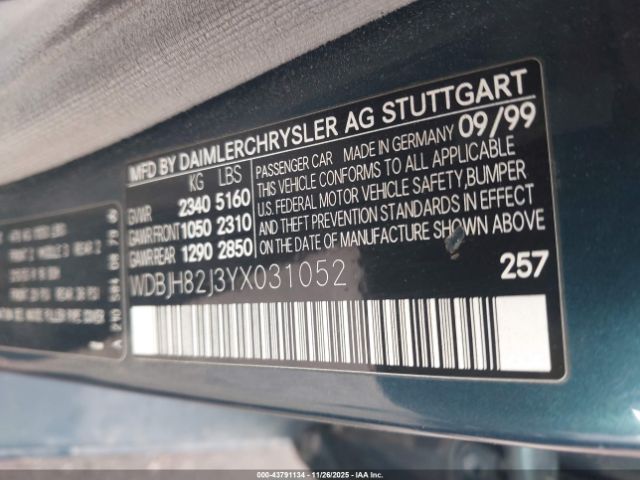 MFD BY DAIMLERCHRYSLER AG STUTTGART
KG LBS
GWR 2340 5160
GAWR FRONT 1050 2310
GAWR REAR 1290 2850
PASSENGER CAR MADE IN GERMANY 09/99
THIS VEHICLE CONFORMS TO ALL APPLICABLE
U.S. FEDERAL MOTOR VEHICLE SAFETY, BUMPER
AND THEFT PREVENTION STANDARDS IN EFFECT
ON THE DATE OF MANUFACTURE SHOWN ABOVE
WDBJH82J3YX031052
257
000-43791134 - 11/26/2025 - IAA Inc.